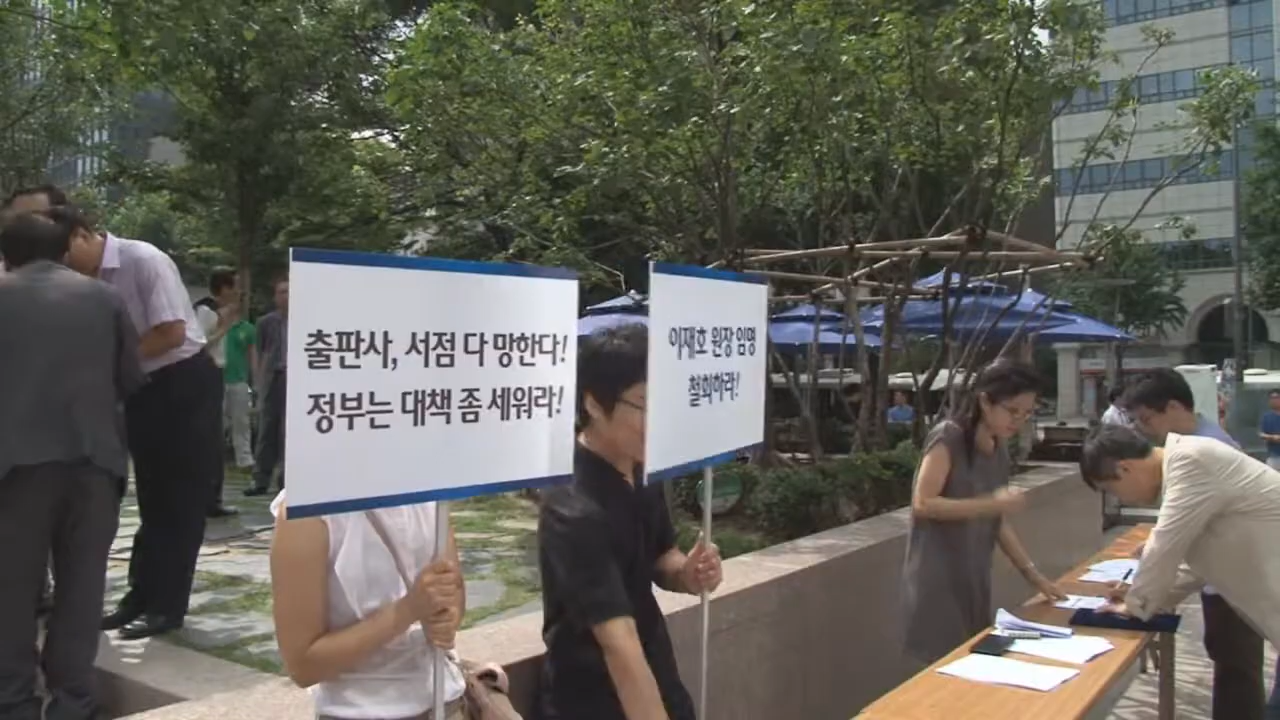 출판사, 서점 다 망한다!
정부는 대책 좀 세워라!
이재호 원장 임명
철회하라!